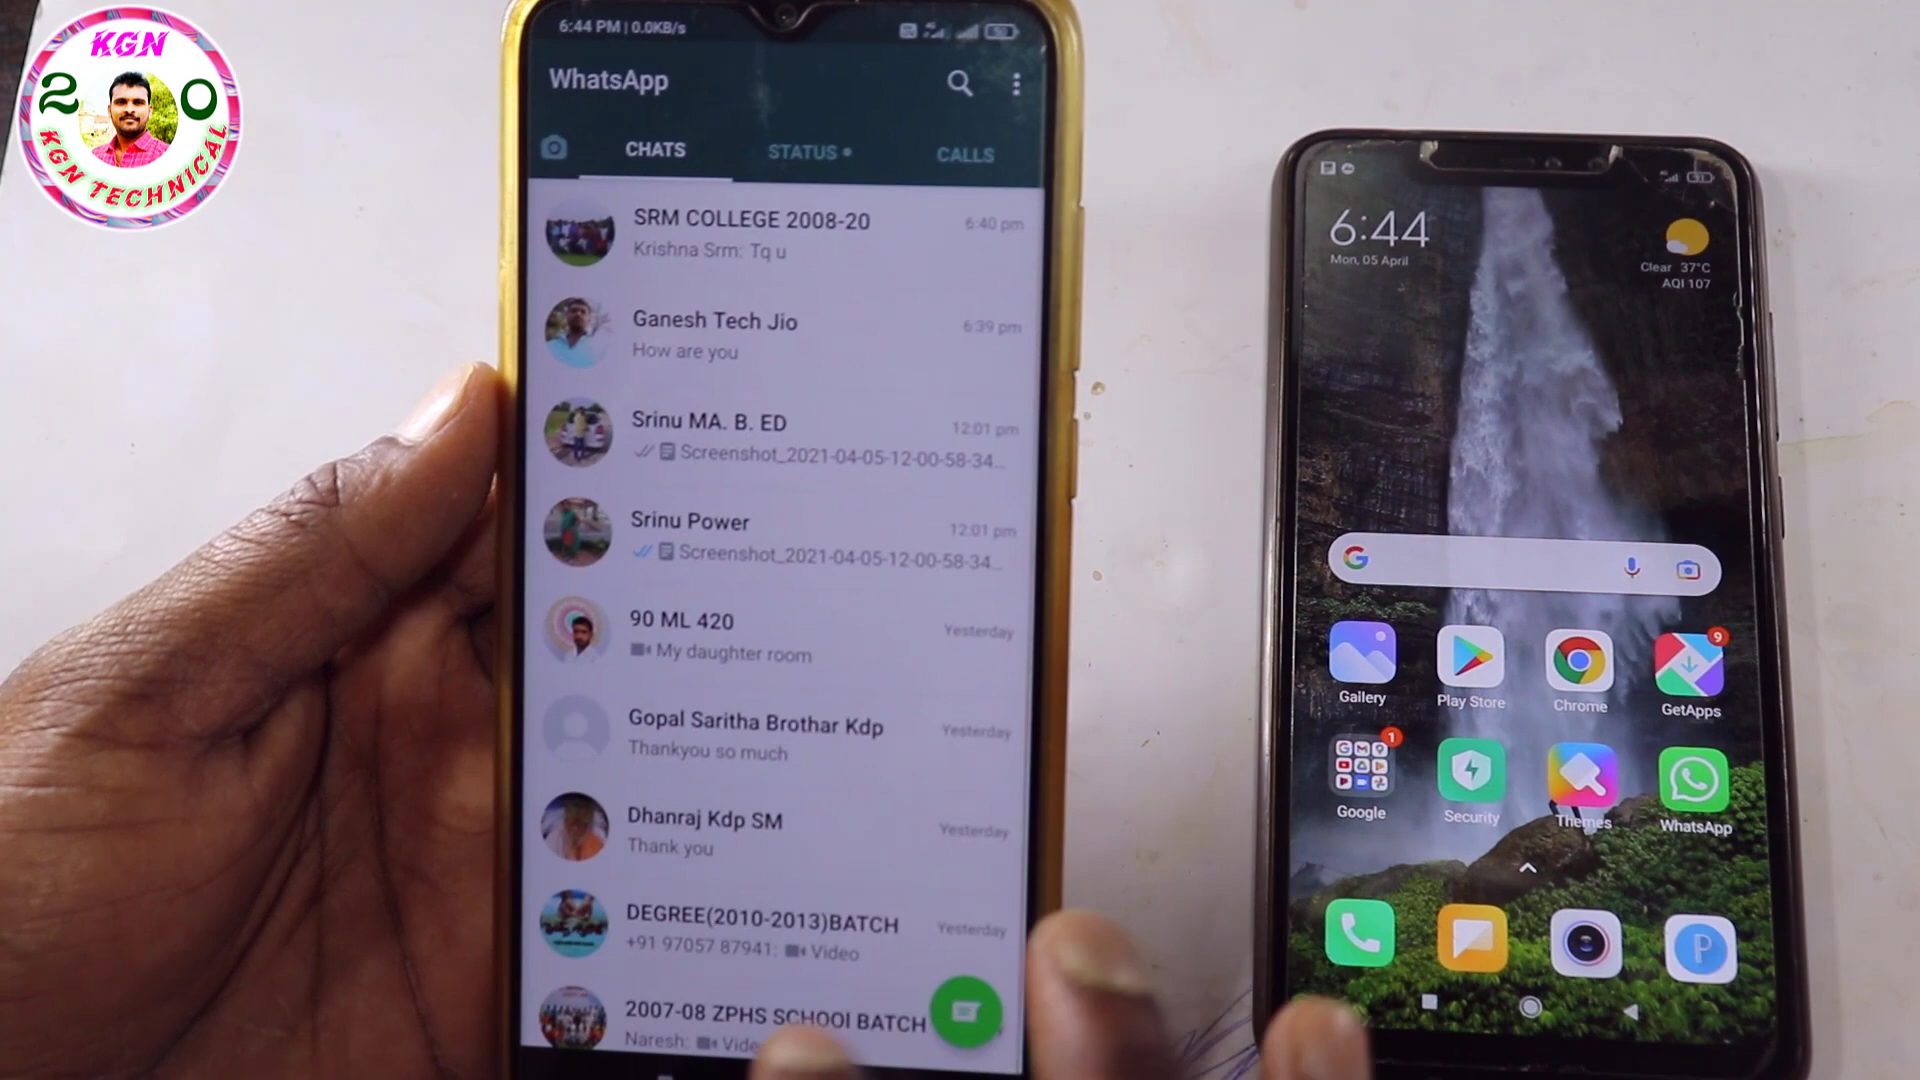 KGN
2 0
KGN TECHNICAL
6:44 PM | 0.0KB/s
WhatsApp
CHATS
STATUS •
CALLS
SRM COLLEGE 2008-20
6:40 pm
Krishna Srm: Tq u
Ganesh Tech Jio
6:39 pm
How are you
Srinu MA. B. ED
12:01 pm
Screenshot_2021-04-05-12-00-58-34...
Srinu Power
12:01 pm
Screenshot_2021-04-05-12-00-58-34...
90 ML 420
Yesterday
My daughter room
Gopal Saritha Brothar Kdp
Yesterday
Thankyou so much
Dhanraj Kdp SM
Yesterday
Thank you
DEGREE(2010-2013)BATCH
Yesterday
+91 97057 87941: Video
2007-08 ZPHS SCHOOL BATCH
Naresh:
6:44
Mon, 05 April
Clear 37°C
AQI 107
Gallery
Play Store
Chrome
9
GetApps
1
Google
Security
Themes
WhatsApp